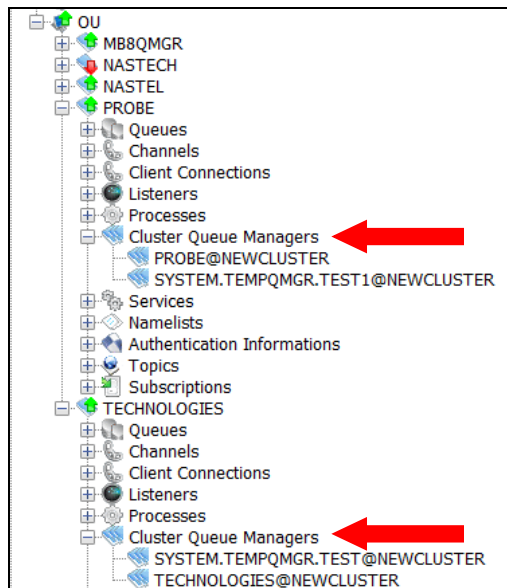 OU
MB8QMGR
NASTECH
NASTEL
PROBE
Queues
Channels
Client Connections
Listeners
Processes
Cluster Queue Managers
PROBE@NEWCLUSTER
SYSTEM.TEMPQMGR.TEST1@NEWCLUSTER
Services
Namelists
Authentication Informations
Topics
Subscriptions
TECHNOLOGIES
Queues
Channels
Client Connections
Listeners
Processes
Cluster Queue Managers
SYSTEM.TEMPQMGR.TEST@NEWCLUSTER
TECHNOLOGIES@NEWCLUSTER